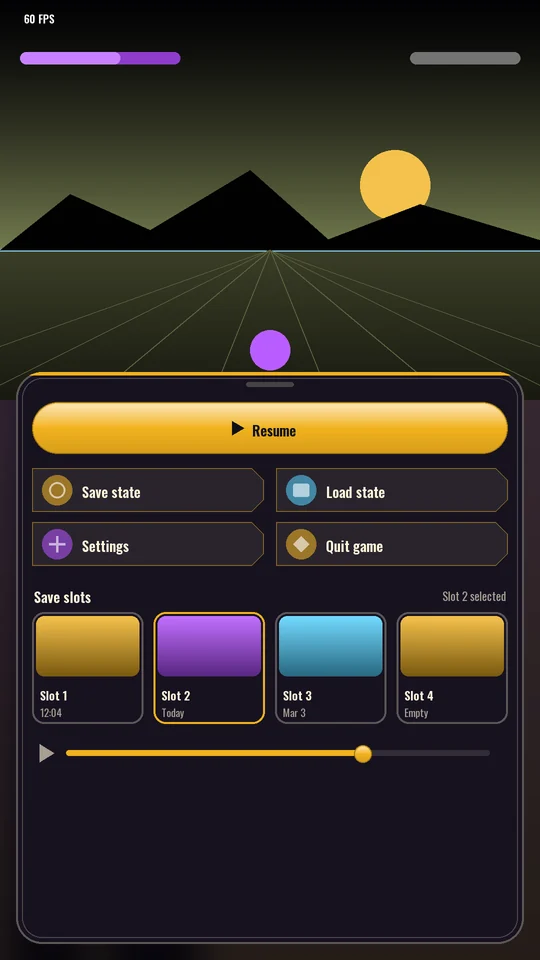 60 FPS
Resume
Save state
Load state
Settings
Quit game
Save slots
Slot 2 selected
Slot 1
12:04
Slot 2
Today
Slot 3
Mar 3
Slot 4
Empty